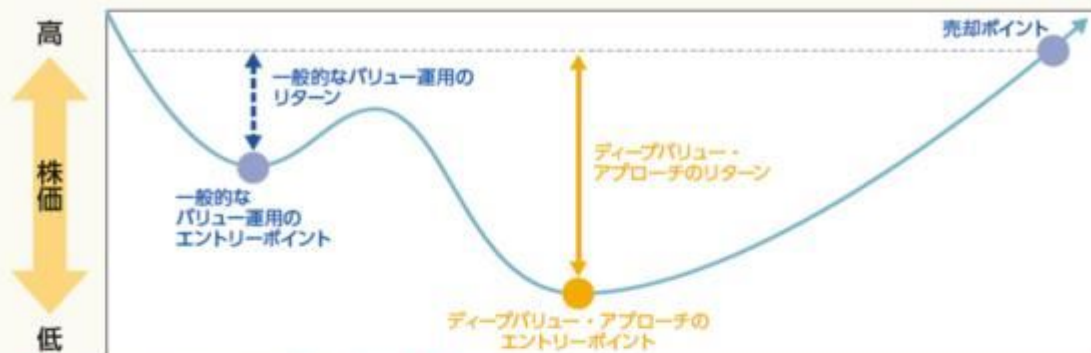 高
株価
低
売却ポイント
一般的なバリュー運用の
リターン
ディープバリュー・
アプローチのリターン
一般的な
バリュー運用の
エントリーポイント
ディープバリュー・アプローチの
エントリーポイント